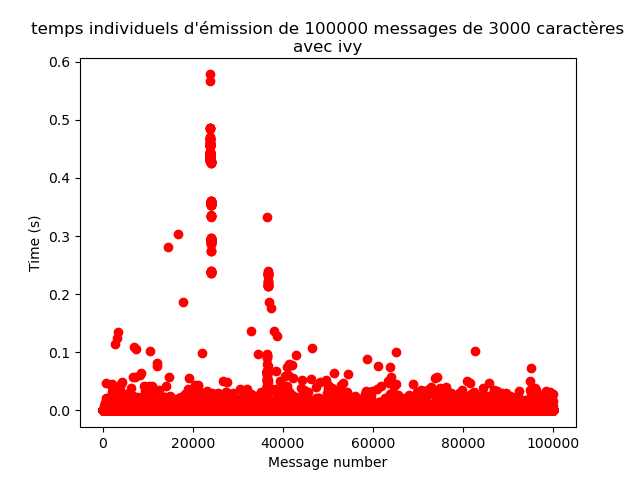 temps individuels d'émission de 100000 messages de 3000 caractères
avec ivy
0.6
0.5
0.4
0.3
0.2
0.1
0.0
Time (s)
0 20000 40000 60000 80000 100000
Message number